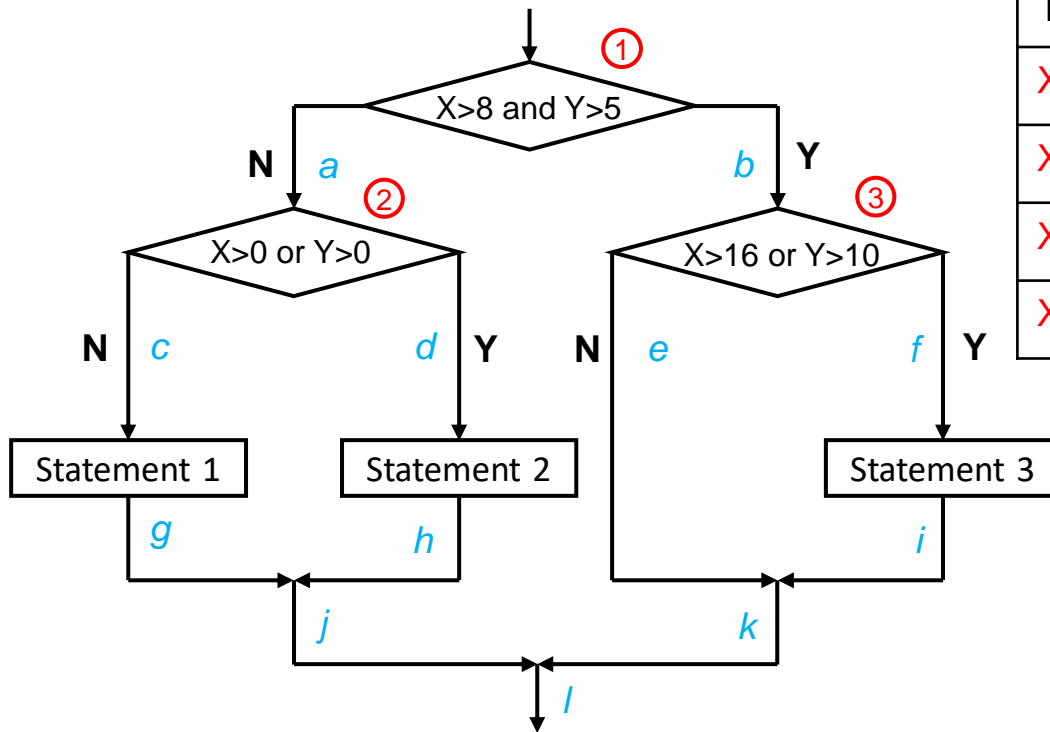 1
X>8 and Y>5
N a b Y
2 3
X>0 or Y>0 X>16 or Y>10
N c d Y N e f Y
Statement 1 Statement 2 Statement 3
g h i
j k
l
X
X
X
X